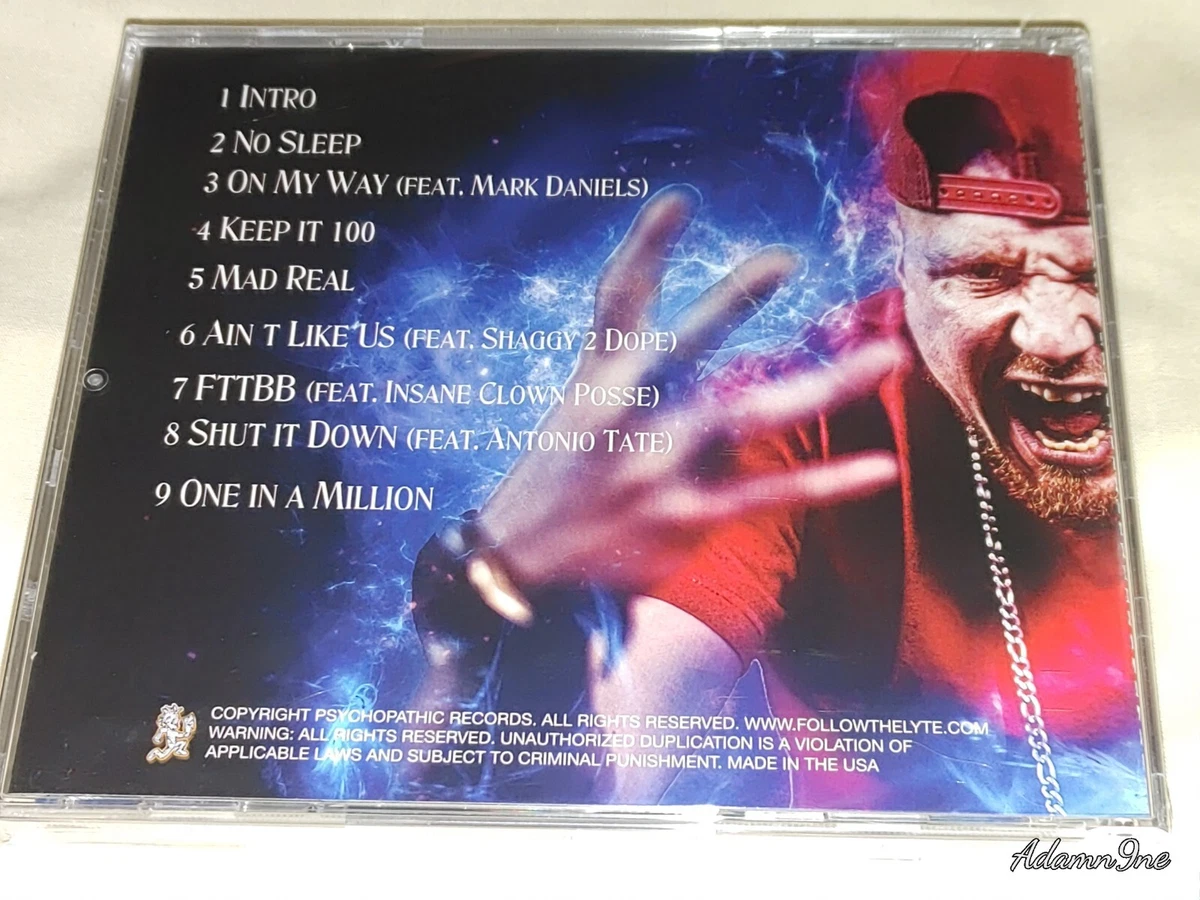 1 INTRO
2 NO SLEEP
3 ON MY WAY (FEAT. MARK DANIELS)
4 KEEP IT 100
5 MAD REAL
6 AIN T LIKE US (FEAT. SHAGGY 2 DOPE)
7 FTTBB (FEAT. INSANE CLOWN POSSE)
8 SHUT IT DOWN (FEAT. ANTONIO TATE)
9 ONE IN A MILLION
COPYRIGHT PSYCHOPATHIC RECORDS. ALL RIGHTS RESERVED. WWW.FOLLOWTHELYTE.COM
WARNING: ALL RIGHTS RESERVED. UNAUTHORIZED DUPLICATION IS A VIOLATION OF
APPLICABLE LAWS AND SUBJECT TO CRIMINAL PUNISHMENT. MADE IN THE USA
Adamn9ne